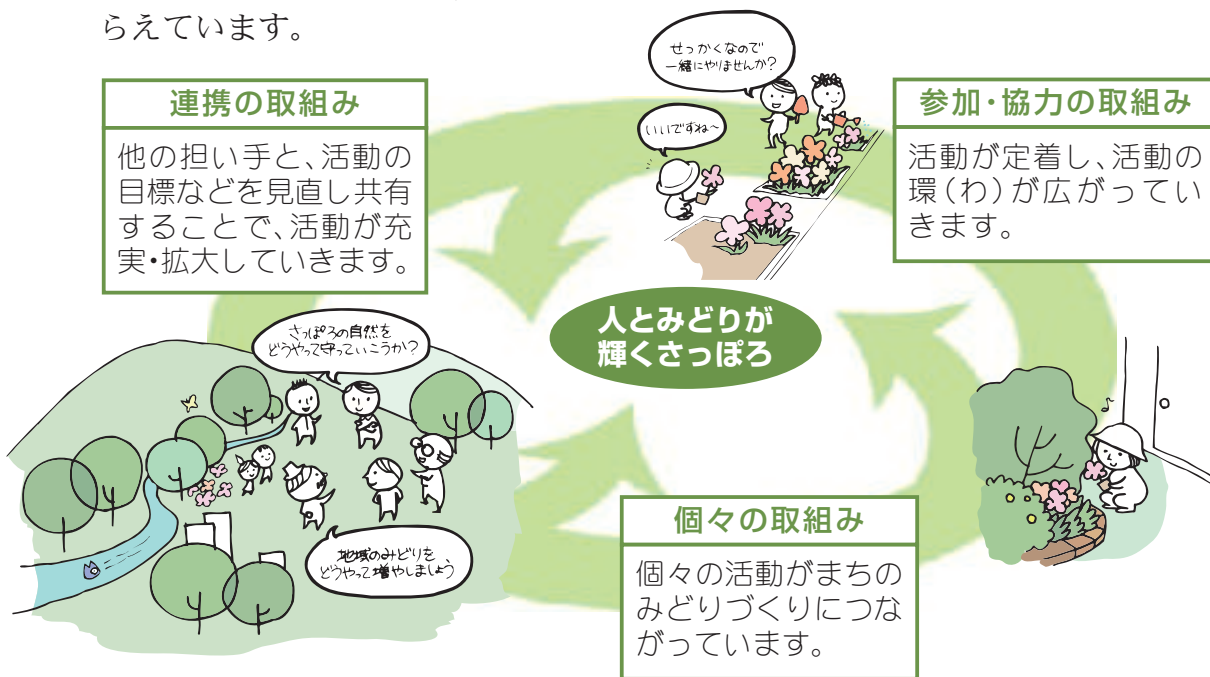 らえています。
連携の取組み
他の担い手と、活動の
目標などを見直し共有
することで、活動が充
実・拡大していきます。
せっかくなので
一緒にやりませんか?
いいですね~
参加・協力の取組み
活動が定着し、活動の
環(わ)が広がってい
きます。
人とみどりが
輝くさっぽろ
さっぽろの自然を
どうやって守っていこうか?
地域のみどりを
どうやって増やしましょう
個々の取組み
個々の活動がまちの
みどりづくりにつな
がっています。